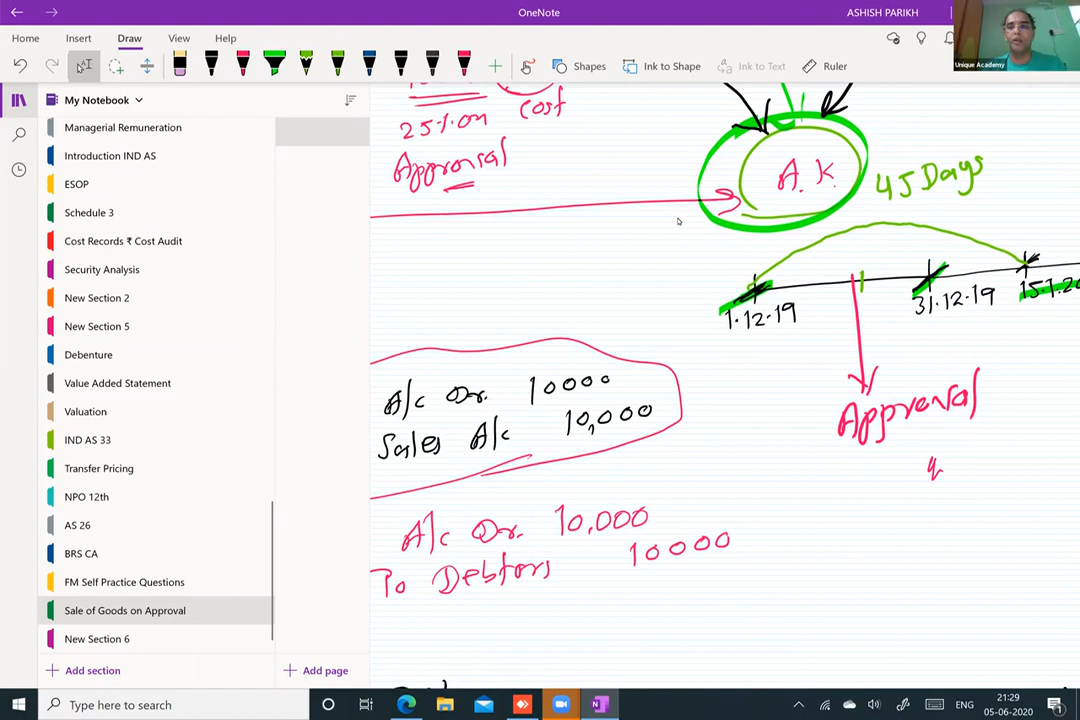 OneNote
ASHISH PARIKH
Home Insert Draw View Help
Unique Academy
Shapes Ink to Shape Ink to Text Ruler
My Notebook
Managerial Remuneration
Introduction IND AS
ESOP
Schedule 3
Cost Records ₹ Cost Audit
Security Analysis
New Section 2
New Section 5
Debenture
Value Added Statement
Valuation
IND AS 33
Transfer Pricing
NPO 12th
AS 26
BRS CA
FM Self Practice Questions
Sale of Goods on Approval
New Section 6
Add section
Add page
Cost
25% on
Approval
A.K.
45 Days
1.12.19
31.12.19
15.1.20
A/c Dr. 10000
Sales A/c 10,000
Approval
A/c Dr. 10,000
To Debtors 10000
Type here to search
ENG
21:29
05-06-2020
1